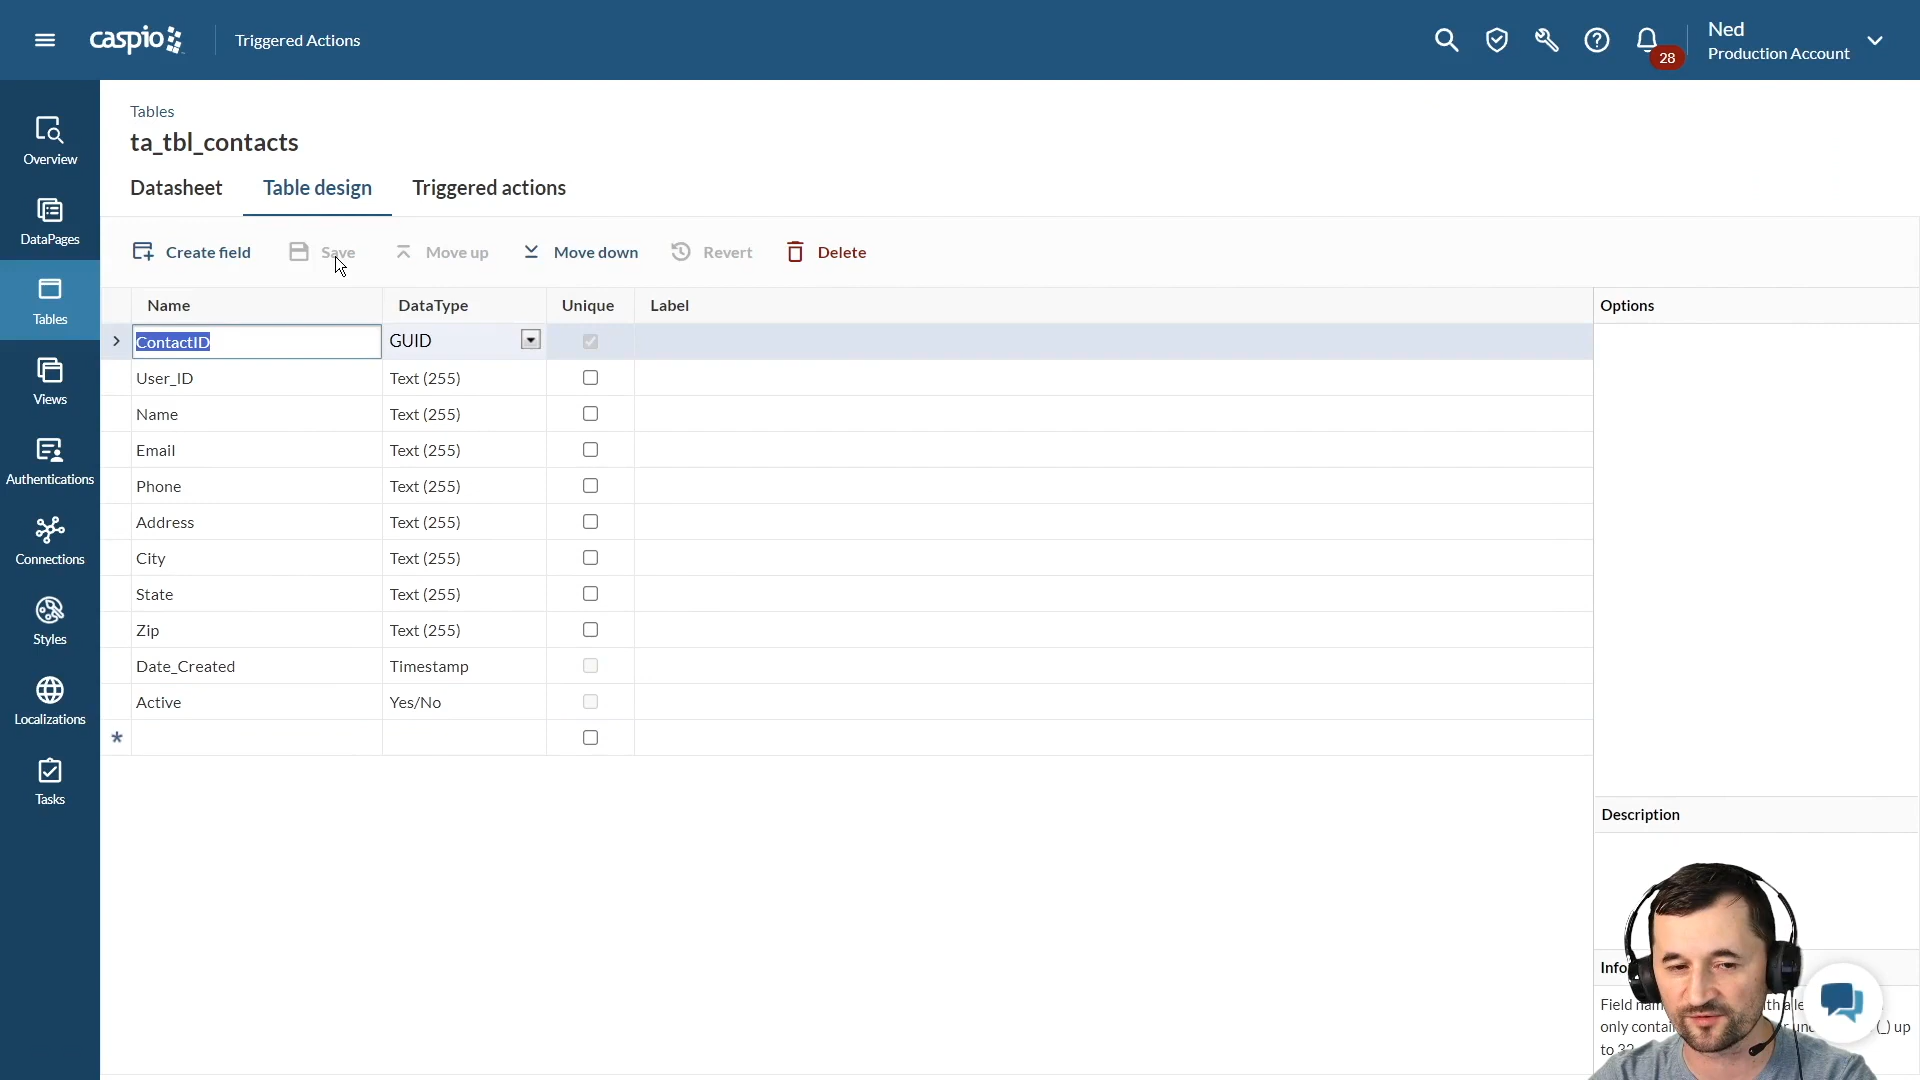 caspio
Triggered Actions
Ned
Production Account
28
Overview
DataPages
Tables
Views
Authentications
Connections
Styles
Localizations
Tasks
Tables
ta_tbl_contacts
Datasheet
Table design
Triggered actions
Create field
Save
Move up
Move down
Revert
Delete
Name DataType Unique Label Options
ContactID GUID
User_ID Text (255)
Name Text (255)
Email Text (255)
Phone Text (255)
Address Text (255)
City Text (255)
State Text (255)
Zip Text (255)
Date_Created Timestamp
Active Yes/No
*
Description
Field
only (_) up
to